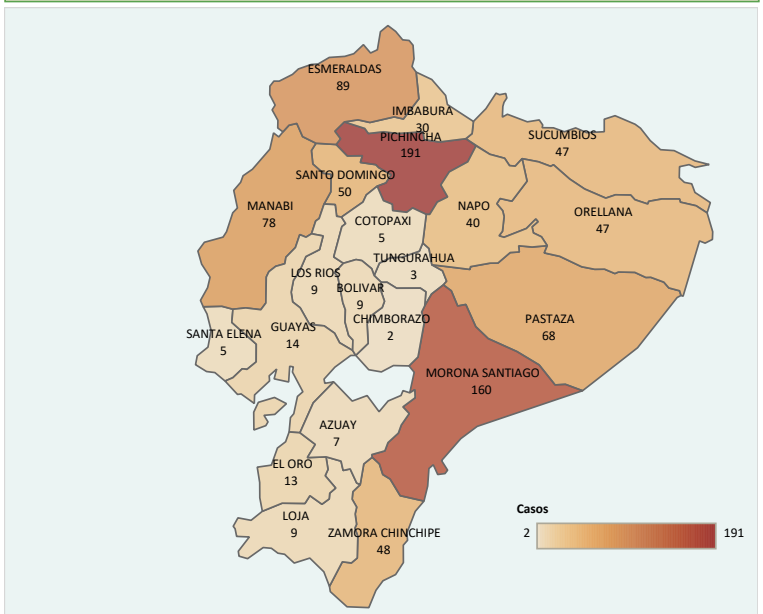 ESMERALDAS
89
IMBABURA
30
PICHINCHA
191
SUCUMBIOS
47
SANTO DOMINGO
50
MANABI
78
NAPO
40
ORELLANA
47
COTOPAXI
5
TUNGURAHUA
3
LOS RIOS
9
BOLIVAR
9
CHIMBORAZO
2
PASTAZA
68
SANTA ELENA
5
GUAYAS
14
MORONA SANTIAGO
160
AZUAY
7
EL ORO
13
LOJA
9
ZAMORA CHINCHIPE
48
Casos
2 191